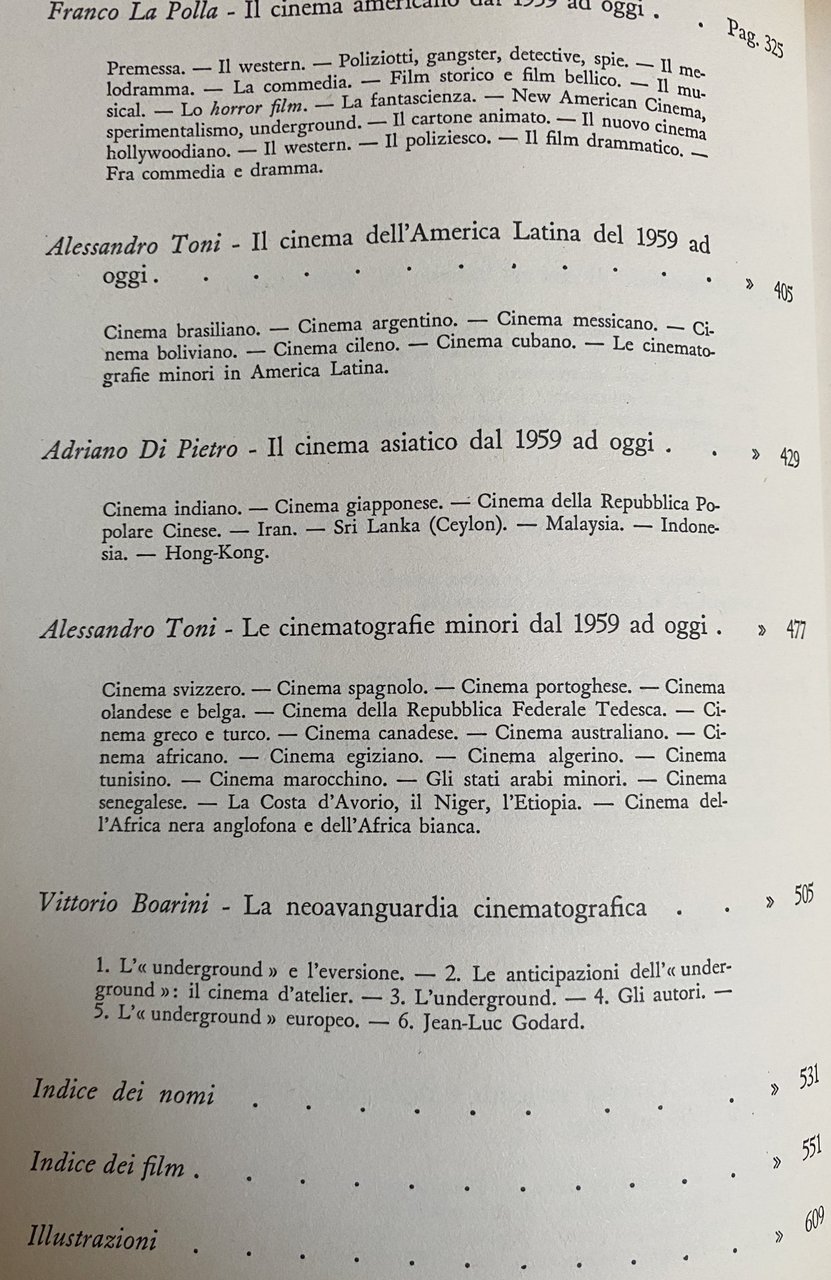 Franco La Polla - Il cinema americano dal 1959 ad oggi . . Pag. 325
Premessa. — Il western. — Poliziotti, gangster, detective, spie. — Il me-
lodramma. — La commedia. — Film storico e film bellico. — Il mu-
sical. — Lo horror film. — La fantascienza. — New American Cinema,
sperimentalismo, underground. — Il cartone animato. — Il nuovo cinema
hollywoodiano. — Il western. — Il poliziesco. — Il film drammatico. —
Fra commedia e dramma.
Alessandro Toni - Il cinema dell'America Latina del 1959 ad
oggi . . . . . . . . . . . . » 405
Cinema brasiliano. — Cinema argentino. — Cinema messicano. — Ci-
nema boliviano. — Cinema cileno. — Cinema cubano. — Le cinemato-
grafie minori in America Latina.
Adriano Di Pietro - Il cinema asiatico dal 1959 ad oggi . . » 429
Cinema indiano. — Cinema giapponese. — Cinema della Repubblica Po-
polare Cinese. — Iran. — Sri Lanka (Ceylon). — Malaysia. — Indone-
sia. — Hong-Kong.
Alessandro Toni - Le cinematografie minori dal 1959 ad oggi . » 477
Cinema svizzero. — Cinema spagnolo. — Cinema portoghese. — Cinema
olandese e belga. — Cinema della Repubblica Federale Tedesca. — Ci-
nema greco e turco. — Cinema canadese. — Cinema australiano. — Ci-
nema africano. — Cinema egiziano. — Cinema algerino. — Cinema
tunisino. — Cinema marocchino. — Gli stati arabi minori. — Cinema
senegalese. — La Costa d'Avorio, il Niger, l'Etiopia. — Cinema del-
l'Africa nera anglofona e dell'Africa bianca.
Vittorio Boarini - La neoavanguardia cinematografica . . » 505
1. L'« underground » e l'eversione. — 2. Le anticipazioni dell'« under-
ground »: il cinema d'atelier. — 3. L'underground. — 4. Gli autori. —
5. L'« underground » europeo. — 6. Jean-Luc Godard.
Indice dei nomi . . . . . . . . . » 531
Indice dei film . . . . . . . . . . » 551
Illustrazioni . . . . . . . . . . » 609